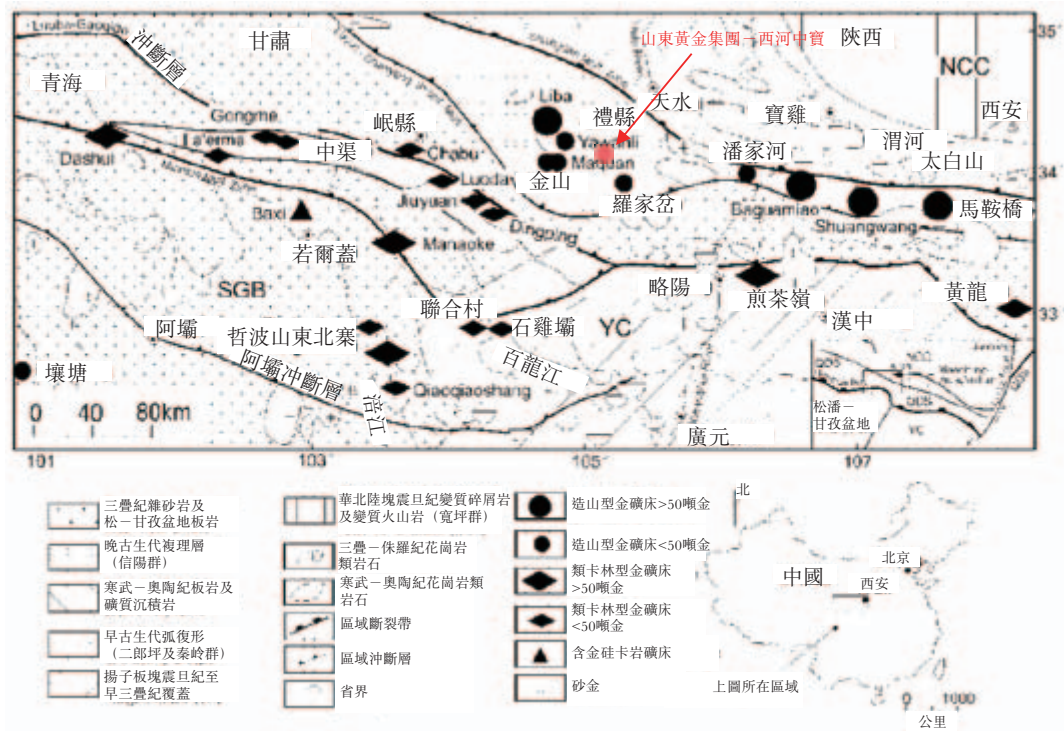 甘肅
山東黃金集團－西河中寶
陝西
35
沖斷層
NCC
青海
Liba
天水
西安
Gongme
禮縣
寶雞
岷縣
渭河
La'erma
中渠
Chabu
潘家河
太白山
34
Dashui
Maquan
Luoda
金山
羅家岔
Jiuyuan
馬鞍橋
Baguamiao
Baxi
Shuangwang
Dingping
若爾蓋
Manaoke
SGB
略陽
煎茶嶺
黃龍
聯合村
33
阿壩
哲波山東北寨
石雞壩
YC
漢中
百龍江
壤塘
阿壩沖斷層
Qiaoqiaoshang
0 40 80km
涪江
松潘－
甘孜盆地
YC
廣元
101 103 105 107
三疊紀雜砂岩及
松－甘孜盆地板岩
晚古生代複理層
(信陽群)
寒武－奧陶紀板岩及
礦質沉積岩
早古生代弧復形
(二郎坪及秦岭群)
揚子板塊震旦紀至
早三疊紀覆蓋
華北陸塊震旦紀變質碎屑岩
及變質火山岩 (寬坪群)
三疊－侏羅紀花崗岩
類岩石
寒武－奧陶紀花崗岩類
岩石
區域斷裂帶
區域沖斷層
省界
造山型金礦床>50噸金
造山型金礦床<50噸金
類卡林型金礦床
>50噸金
類卡林型金礦床
<50噸金
含金硅卡岩礦床
砂金
北
北京
中國
西安
上圖所在區域
0 1000
公里